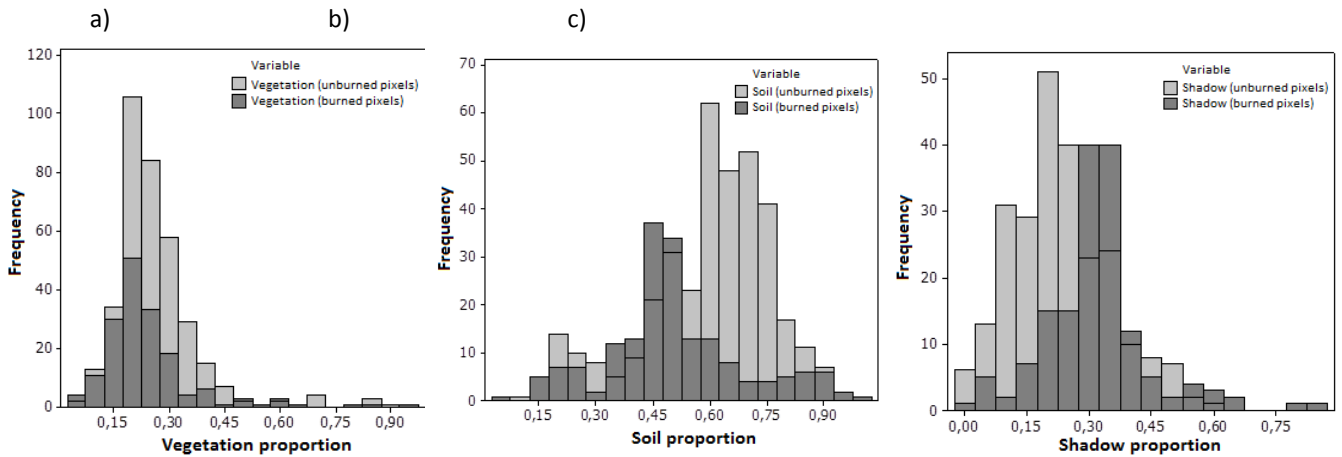 a) b) c)
120
100
80
60
40
20
0
Frequency
Variable
Vegetation (unburned pixels)
Vegetation (burned pixels)
0,15 0,30 0,45 0,60 0,75 0,90
Vegetation proportion
70
60
50
40
30
20
10
0
Frequency
Variable
Soil (unburned pixels)
Soil (burned pixels)
0,15 0,30 0,45 0,60 0,75 0,90
Soil proportion
50
40
30
20
10
0
Frequency
Variable
Shadow (unburned pixels)
Shadow (burned pixels)
0,00 0,15 0,30 0,45 0,60 0,75
Shadow proportion